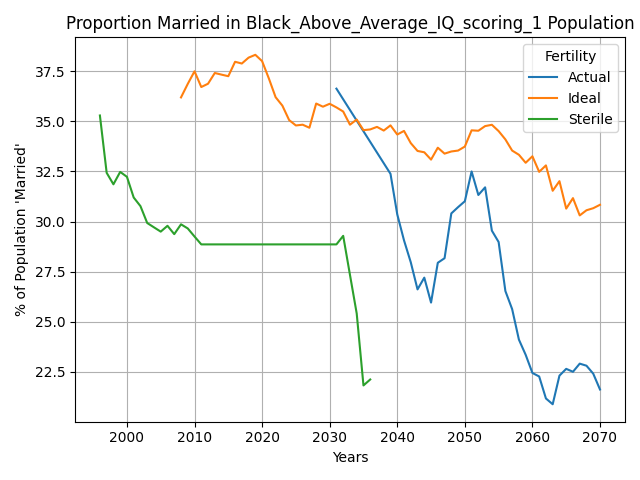 Proportion Married in Black_Above_Average_IQ_scoring_1 Population
Fertility
Actual
Ideal
Sterile
% of Population 'Married'
37.5
35.0
32.5
30.0
27.5
25.0
22.5
2000 2010 2020 2030 2040 2050 2060 2070
Years